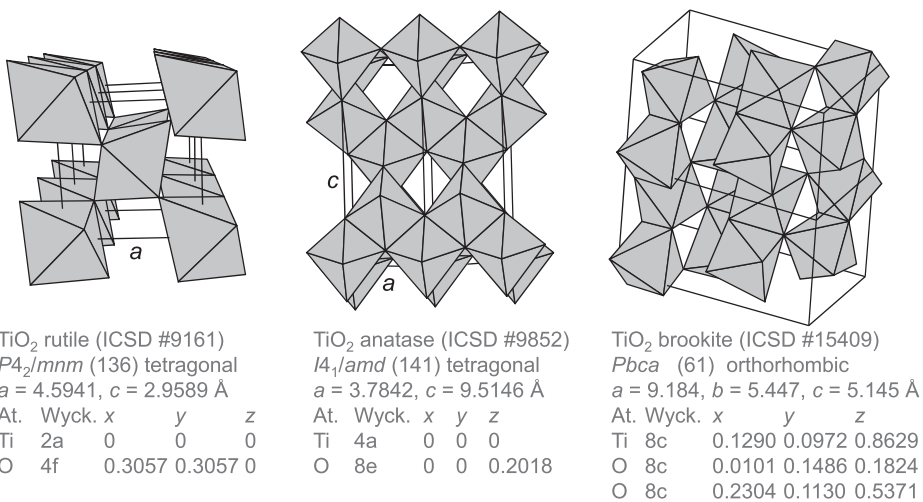 c
a
a
TiO₂ rutile (ICSD #9161)
P4₂/mnm (136) tetragonal
a = 4.5941, c = 2.9589 Å
At. Wyck. x y z
Ti 2a 0 0 0
O 4f 0.3057 0.3057 0
TiO₂ anatase (ICSD #9852)
I4₁/amd (141) tetragonal
a = 3.7842, c = 9.5146 Å
At. Wyck. x y z
Ti 4a 0 0 0
O 8e 0 0 0.2018
TiO₂ brookite (ICSD #15409)
Pbca (61) orthorhombic
a = 9.184, b = 5.447, c = 5.145 Å
At. Wyck. x y z
Ti 8c 0.1290 0.0972 0.8629
O 8c 0.0101 0.1486 0.1824
O 8c 0.2304 0.1130 0.5371